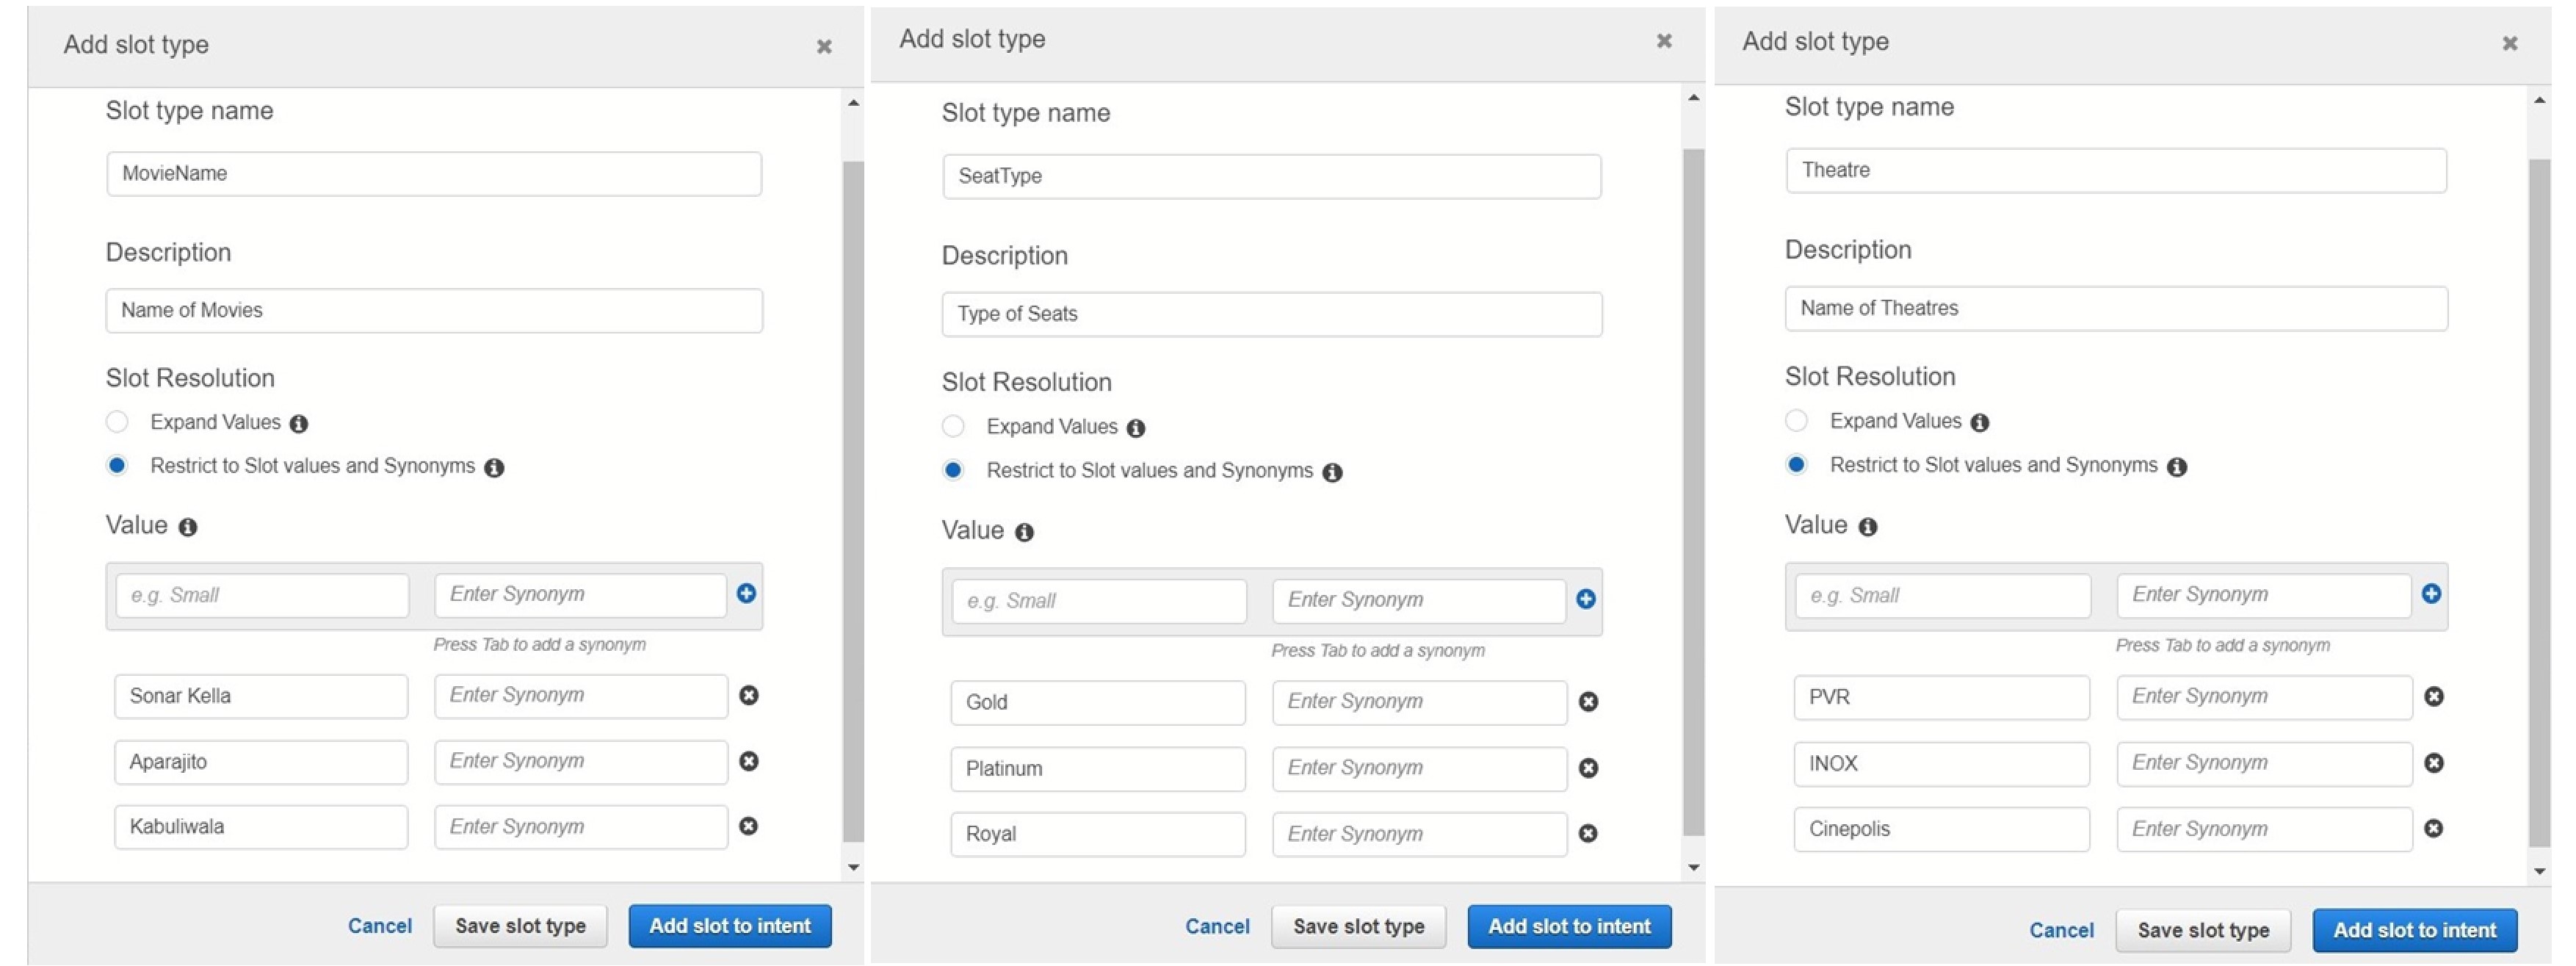 Add slot type
Slot type name
MovieName
Description
Name of Movies
Slot Resolution
Expand Values
Restrict to Slot values and Synonyms
Value
e.g. Small Enter Synonym
Press Tab to add a synonym
Sonar Kella Enter Synonym
Aparajito Enter Synonym
Kabuliwala Enter Synonym
Cancel Save slot type Add slot to intent
Add slot type
Slot type name
SeatType
Description
Type of Seats
Slot Resolution
Expand Values
Restrict to Slot values and Synonyms
Value
e.g. Small Enter Synonym
Press Tab to add a synonym
Gold Enter Synonym
Platinum Enter Synonym
Royal Enter Synonym
Cancel Save slot type Add slot to intent
Add slot type
Slot type name
Theatre
Description
Name of Theatres
Slot Resolution
Expand Values
Restrict to Slot values and Synonyms
Value
e.g. Small Enter Synonym
Press Tab to add a synonym
PVR Enter Synonym
INOX Enter Synonym
Cinepolis Enter Synonym
Cancel Save slot type Add slot to intent